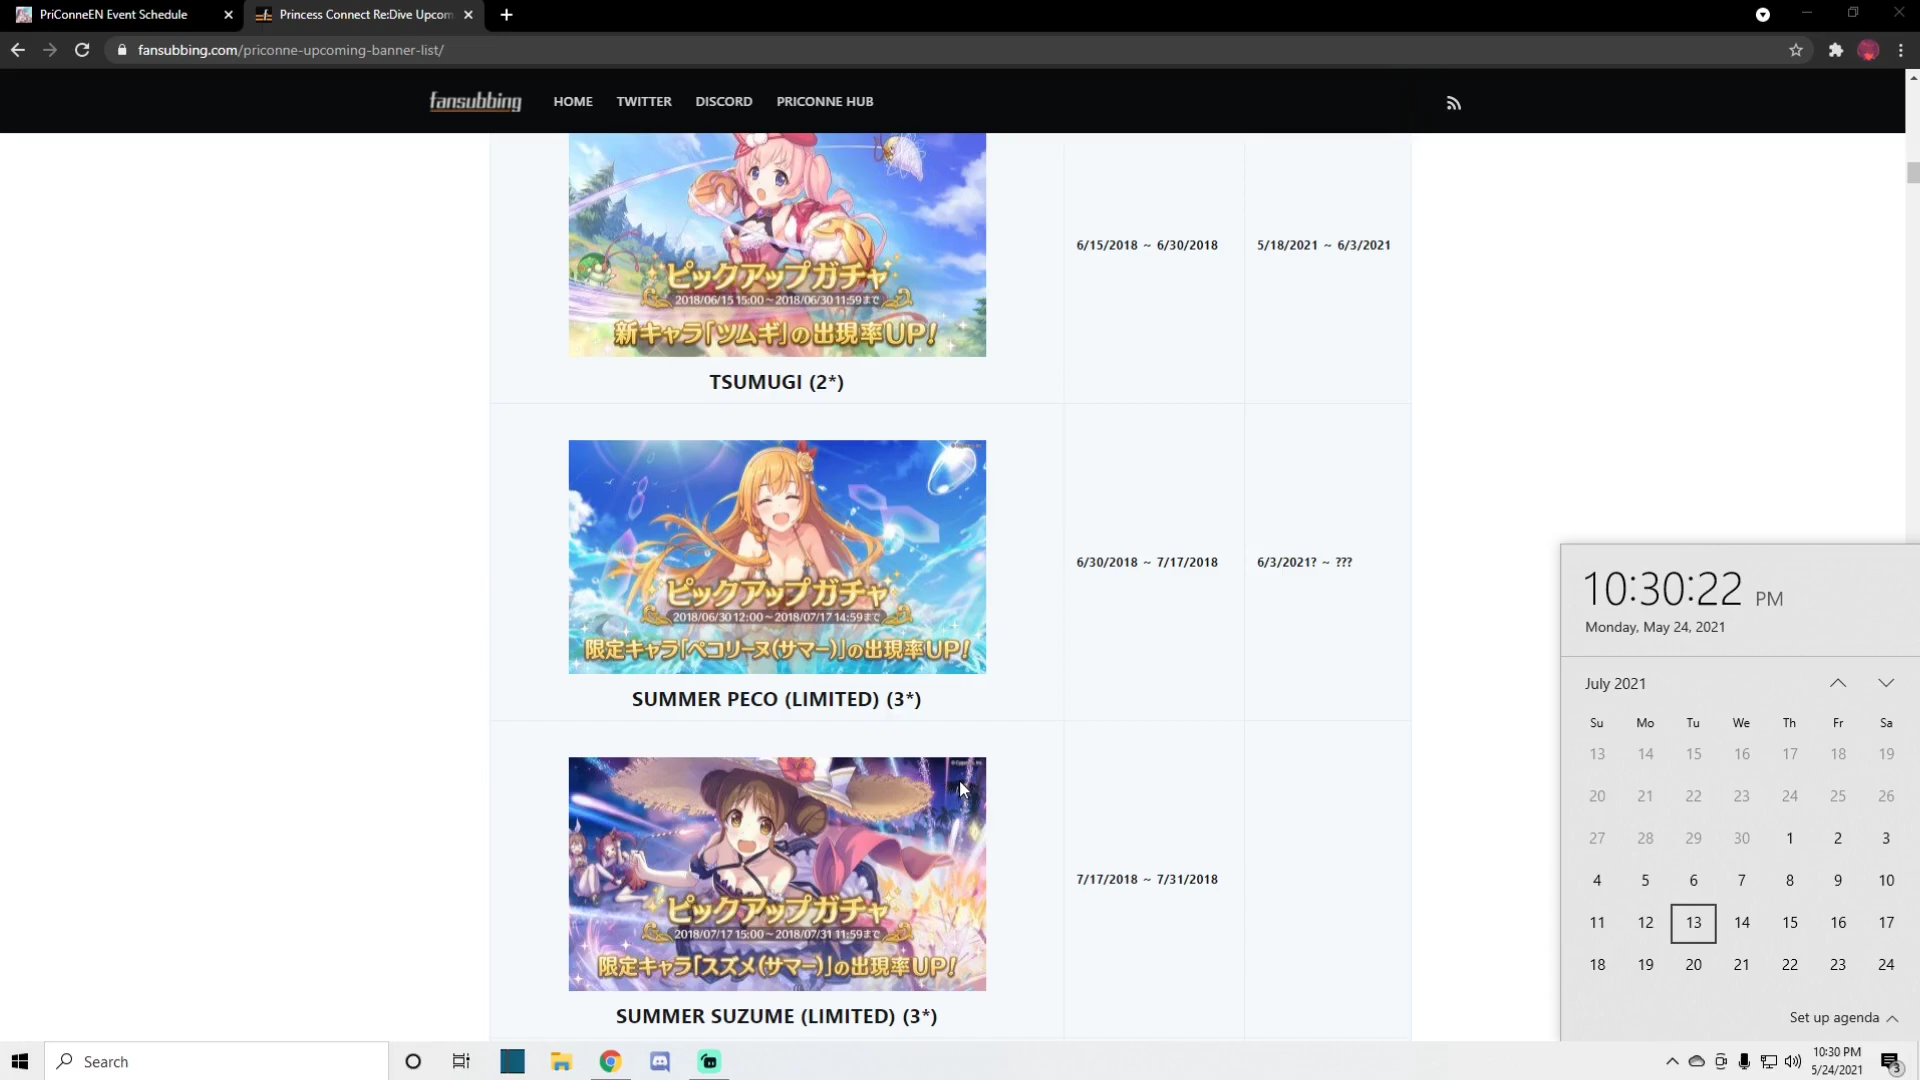 PriConneEN Event Schedule
Princess Connect Re:Dive Upcom
fansubbing.com/priconne-upcoming-banner-list/
fansubbing HOME TWITTER DISCORD PRICONNE HUB
ピックアップガチャ
2018/06/15 15:00~2018/06/30 11:59まで
新キャラ「ツムギ」の出現率UP!
TSUMUGI (2*)
6/15/2018 ~ 6/30/2018
5/18/2021 ~ 6/3/2021
ピックアップガチャ
2018/06/30 12:00~2018/07/17 14:59まで
限定キャラ「ペコリーヌ(サマー)」の出現率UP!
SUMMER PECO (LIMITED) (3*)
6/30/2018 ~ 7/17/2018
6/3/2021? ~ ???
ピックアップガチャ
2018/07/17 15:00~2018/07/31 11:59まで
限定キャラ「スズメ(サマー)」の出現率UP!
SUMMER SUZUME (LIMITED) (3*)
7/17/2018 ~ 7/31/2018
10:30:22 PM
Monday, May 24, 2021
July 2021
Su Mo Tu We Th Fr Sa
13 14 15 16 17 18 19
20 21 22 23 24 25 26
27 28 29 30 1 2 3
4 5 6 7 8 9 10
11 12 13 14 15 16 17
18 19 20 21 22 23 24
Set up agenda
Search
10:30 PM
5/24/2021
3